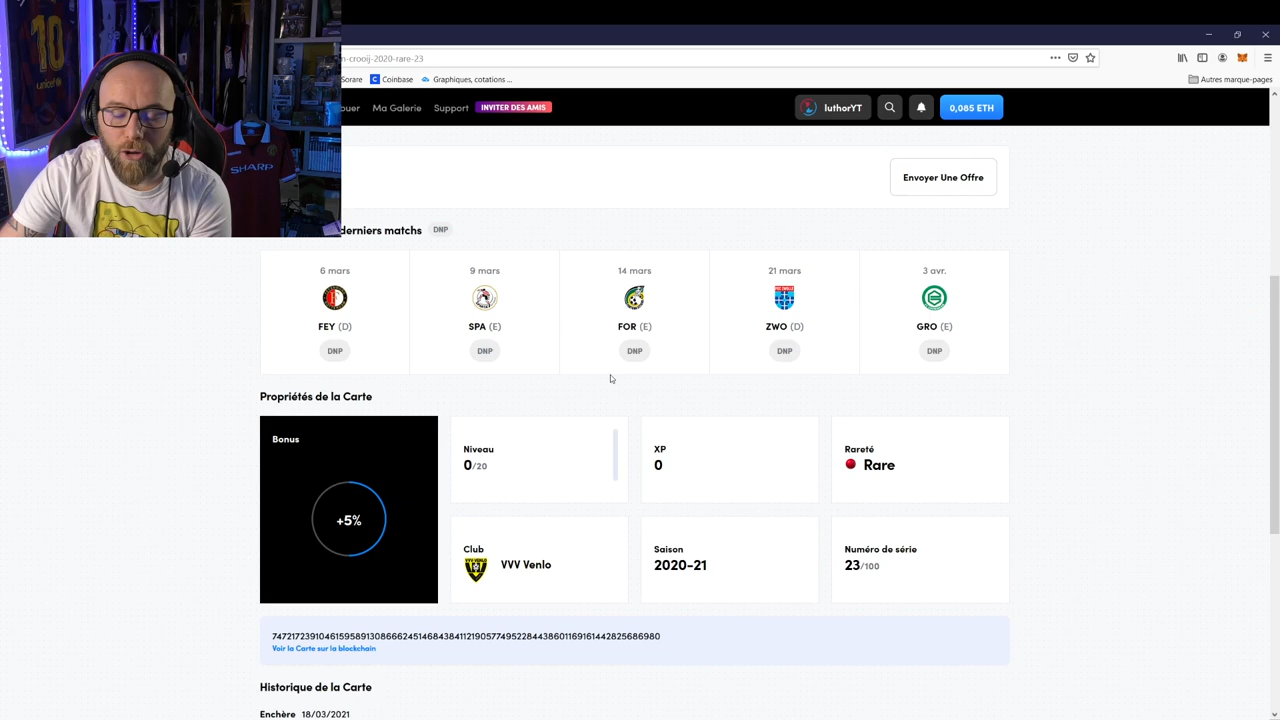 10
unicef
SHARP
n-crooij-2020-rare-23
Sorare Coinbase Graphiques, cotations ... Autres marque-pages
ouer Ma Galerie Support INVITER DES AMIS luthorYT 0,085 ETH
Envoyer Une Offre
derniers matchs DNP
6 mars 9 mars 14 mars 21 mars 3 avr.
FEY (D) SPA (E) FOR (E) ZWO (D) GRO (E)
DNP DNP DNP DNP DNP
Propriétés de la Carte
Bonus
+5%
Niveau
0/20
XP
0
Rareté
Rare
Club
VVV Venlo
Saison
2020-21
Numéro de série
23/100
Voir la Carte sur la blockchain
Historique de la Carte
Enchère 18/03/2021